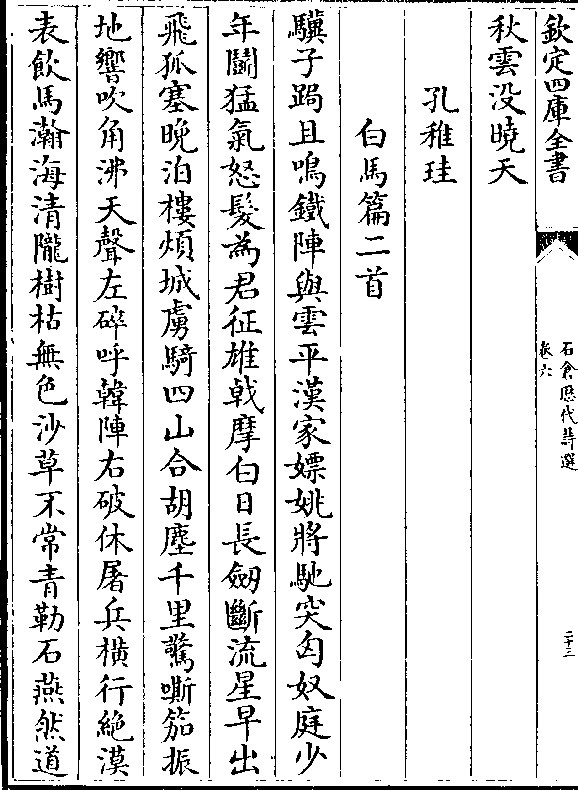 欽定四庫全書
石倉歴代詩選
卷六
二十三
秋雲没曉天
孔稚珪
白馬篇二首
驥子跼且鳴鐵陣與雲平漢家嫖姚將馳突匈奴庭少
年鬬猛氣怒髮為君征雄戟摩白日長劒斷流星早出
飛狐塞晩泊樓煩城虜騎四山合胡塵千里驚嘶笳振
地響吹角沸天聲左碎呼韓陣右破休屠兵横行絶漠
表飲馬瀚海清隴樹枯無色沙草不常青勒石燕然道